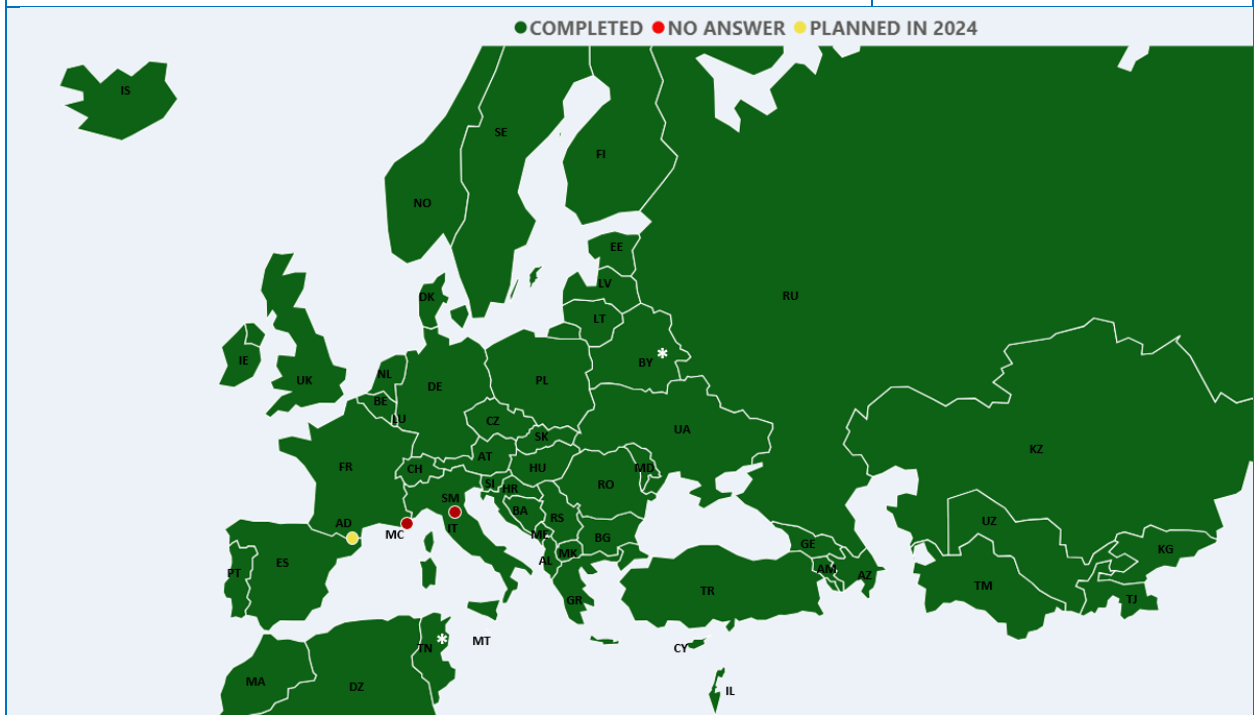 COMPLETED NO ANSWER PLANNED IN 2024
IS
SE
FI
NO
EE
LV
DK
RU
LT
IE
BY *
NL
UK
DE
PL
BE
LU
CZ
UA
SK
KZ
AT
FR
CH
HU
MD
SI
RO
HR
SM
BA
RS
UZ
AD
IT
MC
ME
BG
GE
KG
MK
ES
AL
PT
AM
AZ
TR
TM
TJ
GR
TN *
MT
CY
MA
DZ
IL